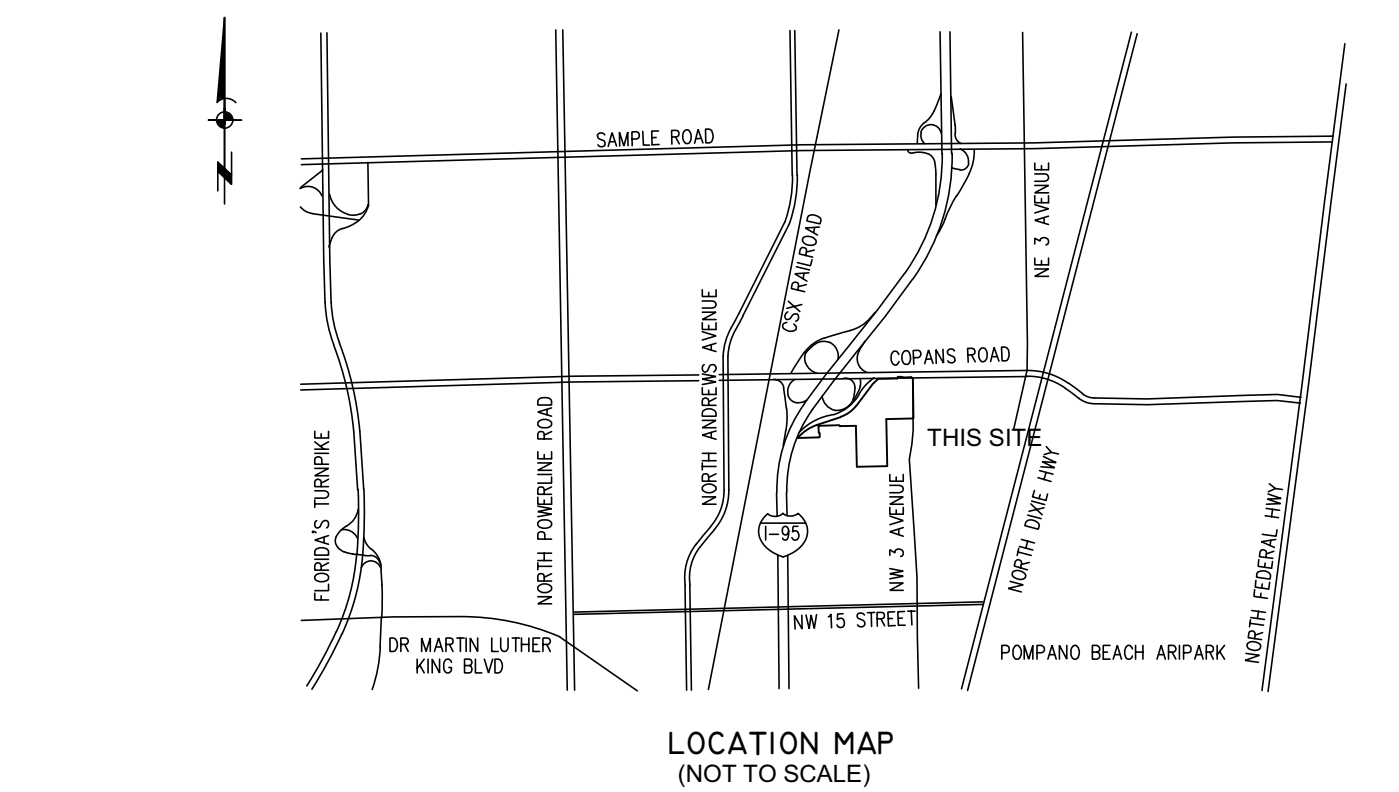 SAMPLE ROAD
NE 3 AVENUE
CSX RAILROAD
NORTH ANDREWS AVENUE
COPANS ROAD
THIS SITE
FLORIDA'S TURNPIKE
NORTH POWERLINE ROAD
I-95
NW 3 AVENUE
NORTH DIXIE HWY
NORTH FEDERAL HWY
NW 15 STREET
DR MARTIN LUTHER
KING BLVD
POMPANO BEACH ARIPARK
LOCATION MAP
(NOT TO SCALE)
N